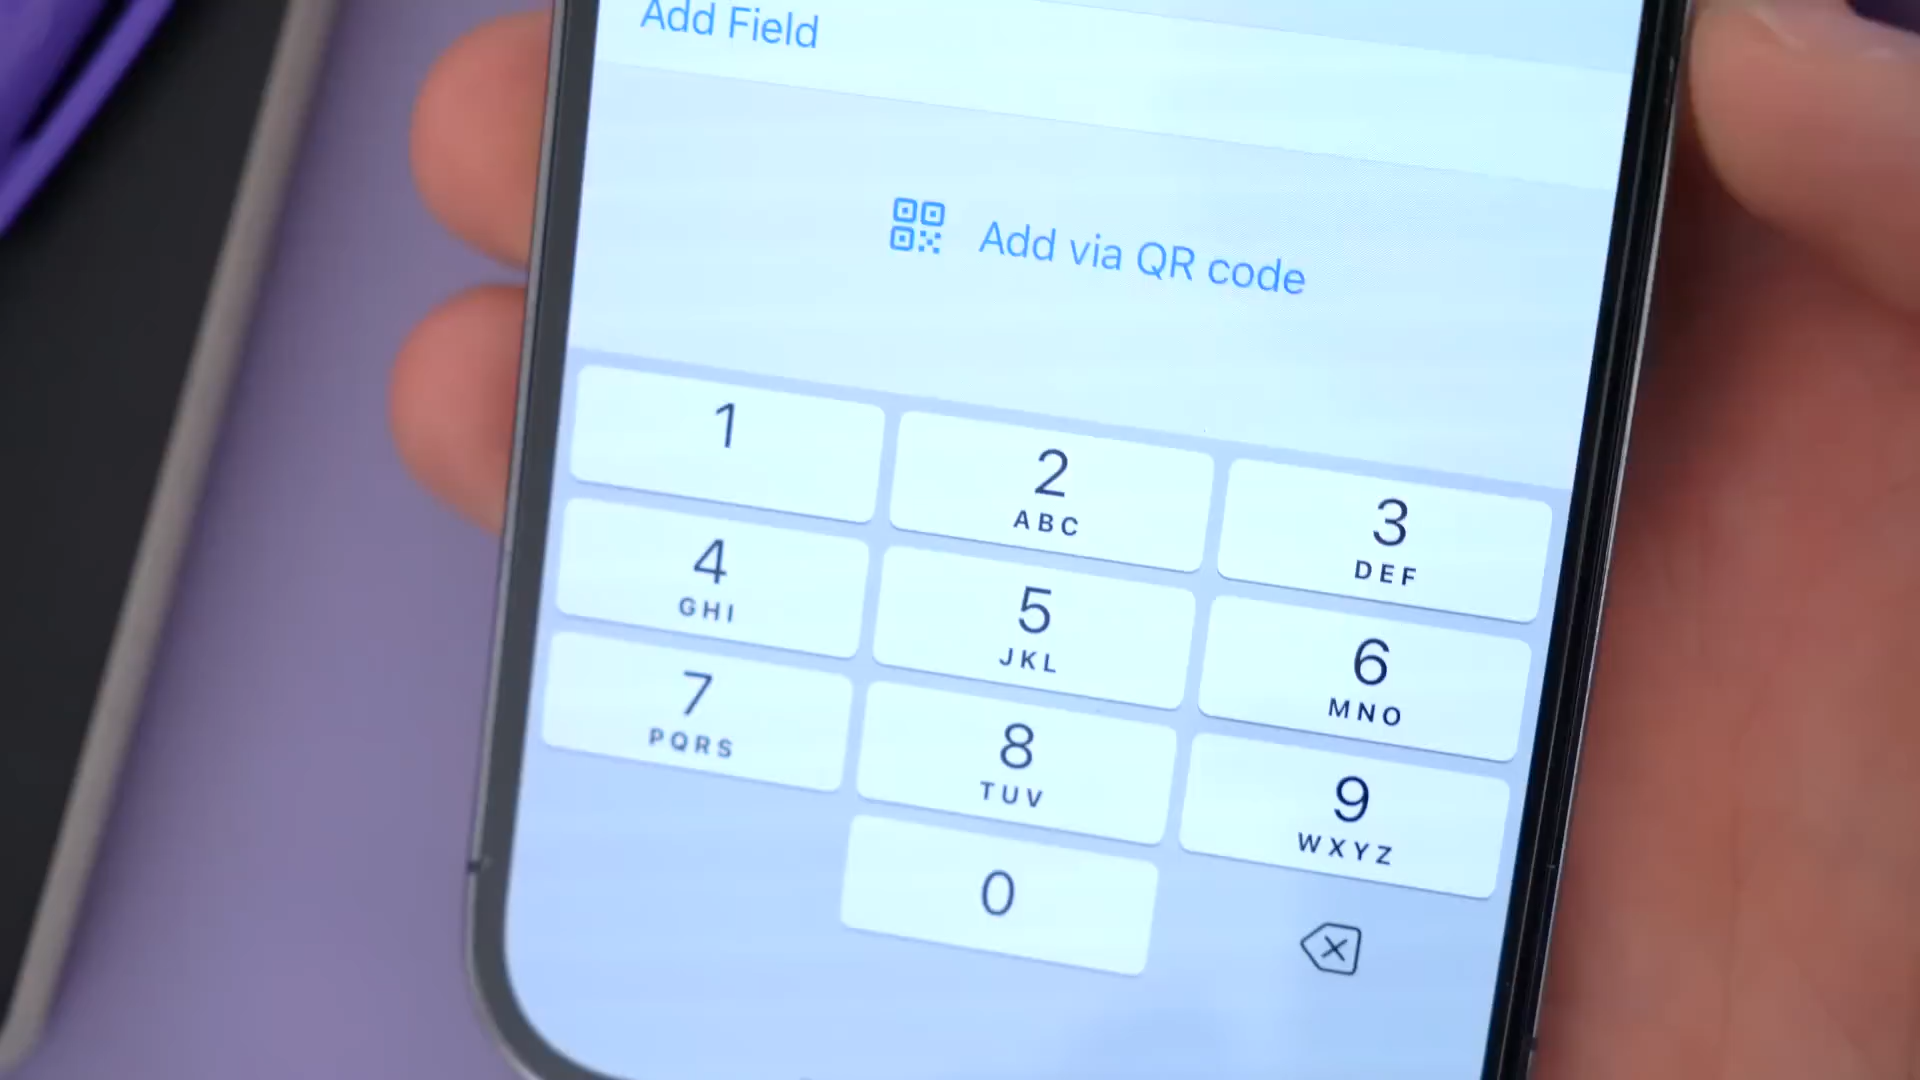 Add Field
Add via QR code
1
2
ABC
3
DEF
4
GHI
5
JKL
6
MNO
7
PQRS
8
TUV
9
WXYZ
0